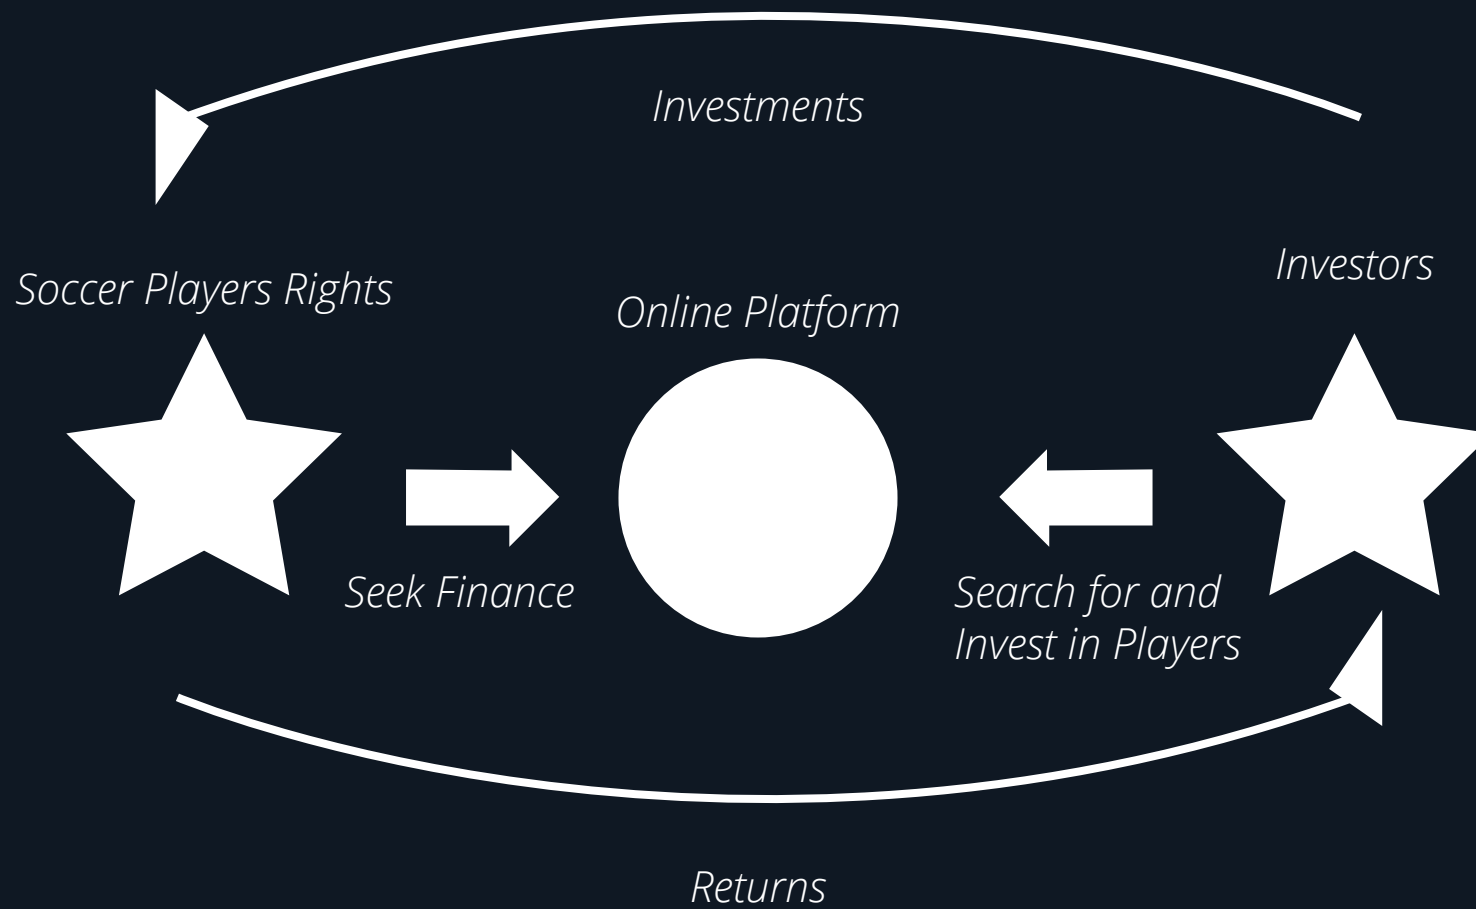 Investments
Investors
Soccer Players Rights
Online Platform
Seek Finance
Search for and
Invest in Players
Returns